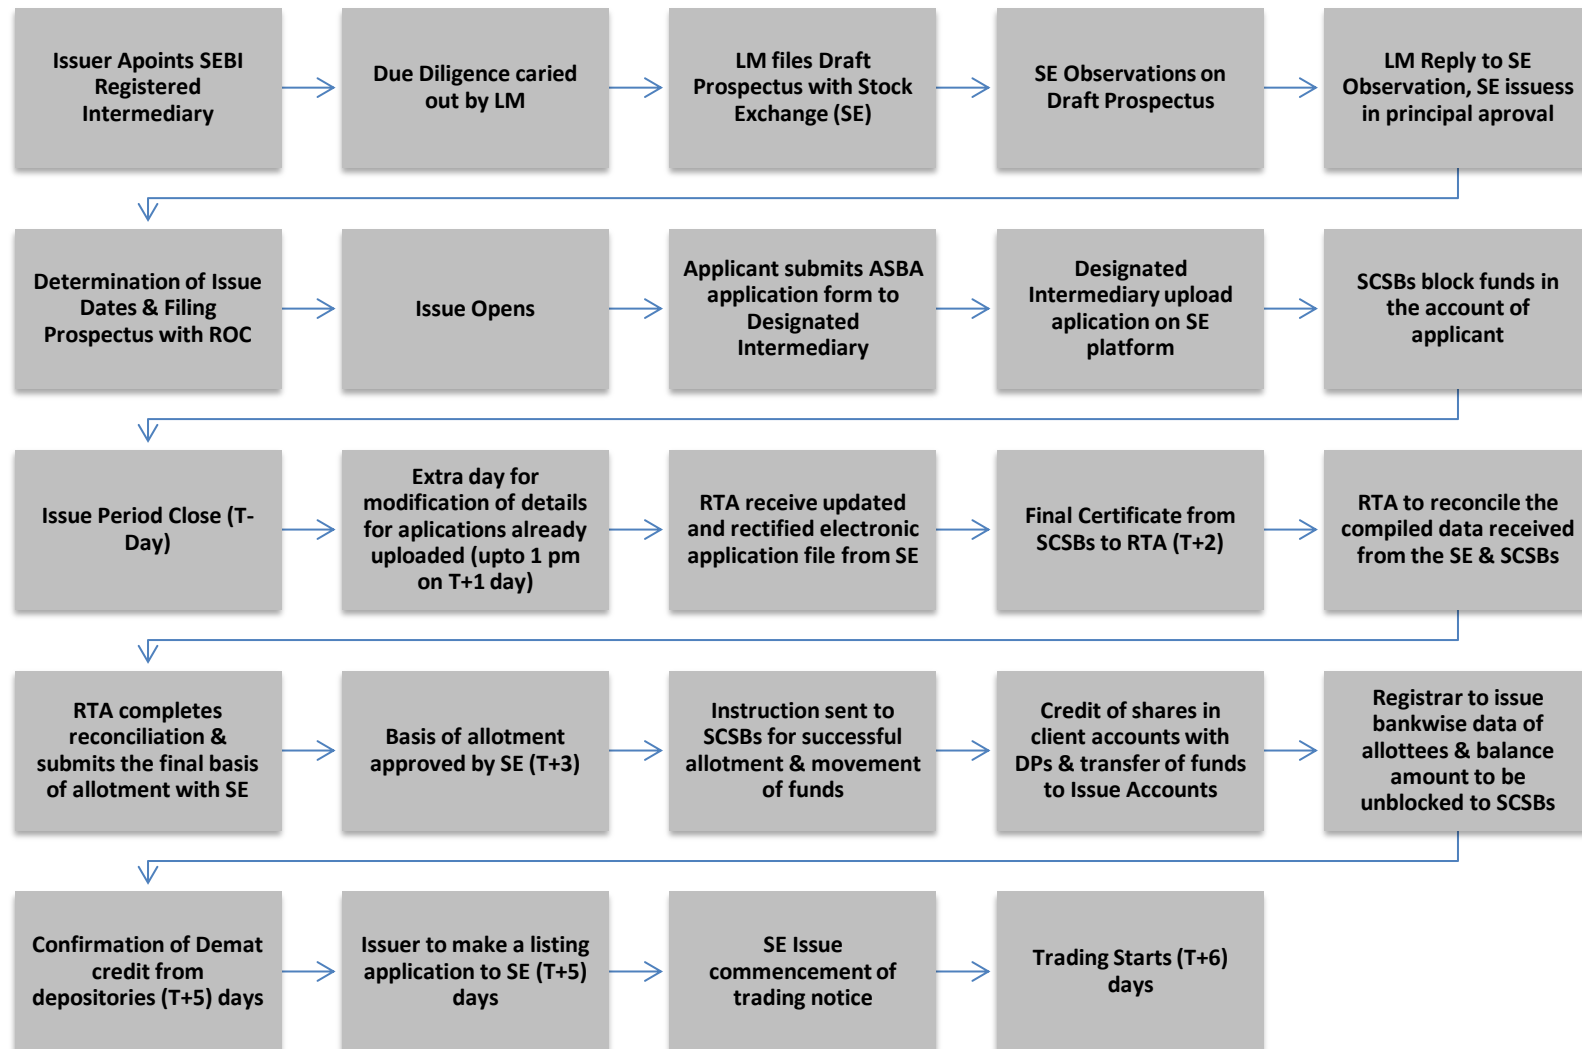 Issuer Apoints SEBI
Registered
Intermediary
Due Diligence caried
out by LM
LM files Draft
Prospectus with Stock
Exchange (SE)
SE Observations on
Draft Prospectus
LM Reply to SE
Observation, SE issuess
in principal aproval
Determination of Issue
Dates & Filing
Prospectus with ROC
Issue Opens
Applicant submits ASBA
application form to
Designated
Intermediary
Designated
Intermediary upload
aplication on SE
platform
SCSBs block funds in
the account of
applicant
Issue Period Close (T-
Day)
Extra day for
modification of details
for aplications already
uploaded (upto 1 pm
on T+1 day)
RTA receive updated
and rectified electronic
application file from SE
Final Certificate from
SCSBs to RTA (T+2)
RTA to reconcile the
compiled data received
from the SE & SCSBs
RTA completes
reconciliation &
submits the final basis
of allotment with SE
Basis of allotment
approved by SE (T+3)
Instruction sent to
SCSBs for successful
allotment & movement
of funds
Credit of shares in
client accounts with
DPs & transfer of funds
to Issue Accounts
Registrar to issue
bankwise data of
allottees & balance
amount to be
unblocked to SCSBs
Confirmation of Demat
credit from
depositories (T+5) days
Issuer to make a listing
application to SE (T+5)
days
SE Issue
commencement of
trading notice
Trading Starts (T+6)
days